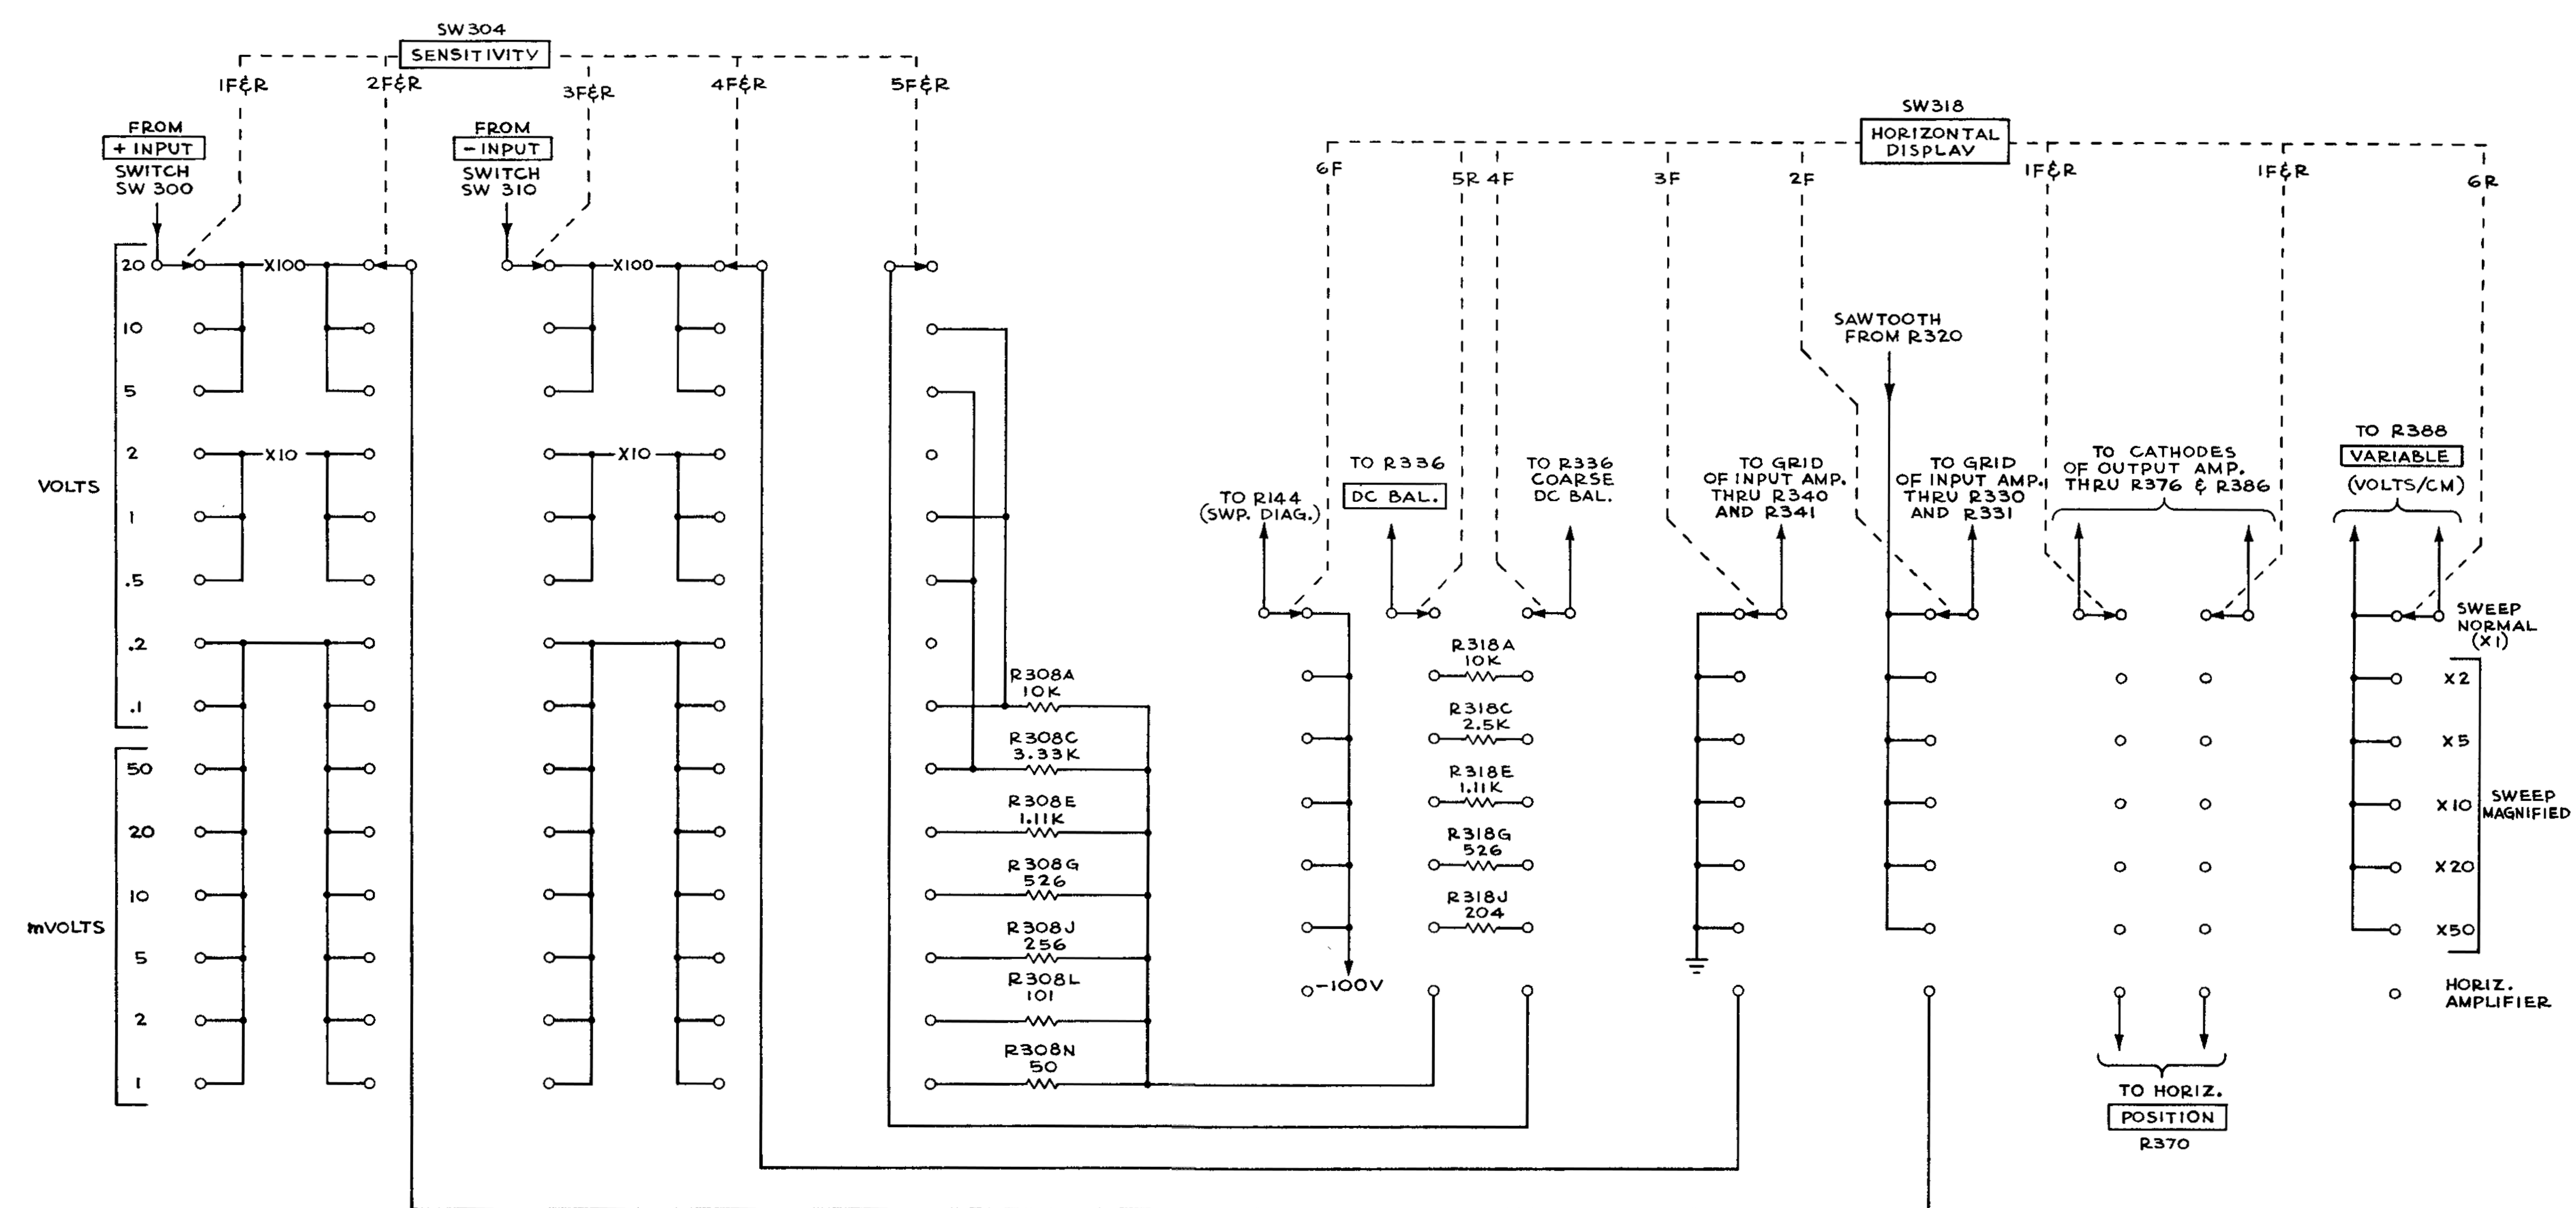 SW304
SENSITIVITY
1F&R
2F&R
3F&R
4F&R
5F&R
FROM
+ INPUT
SWITCH
SW 300
FROM
- INPUT
SWITCH
SW 310
VOLTS
20
10
5
2
1
.5
.2
.1
mVOLTS
50
20
10
5
2
1
X100
X10
X100
X10
R308A
10K
R308C
3.33K
R308E
1.11K
R308G
526
R308J
256
R308L
101
R308N
50
SW318
HORIZONTAL
DISPLAY
6F
5R
4F
3F
2F
1F&R
1F&R
6R
SAWTOOTH
FROM R320
TO R144
(SWP. DIAG.)
TO R336
DC BAL.
TO R336
COARSE
DC BAL.
TO GRID
OF INPUT AMP.
THRU R340
AND R341
TO GRID
OF INPUT AMP.
THRU R330
AND R331
TO CATHODES
OF OUTPUT AMP.
THRU R376 & R386
TO R388
VARIABLE
(VOLTS/CM)
R318A
10K
R318C
2.5K
R318E
1.11K
R318G
526
R318J
204
-100V
SWEEP
NORMAL
(X1)
X2
X5
X10
X20
X50
SWEEP
MAGNIFIED
HORIZ.
AMPLIFIER
TO HORIZ.
POSITION
R370